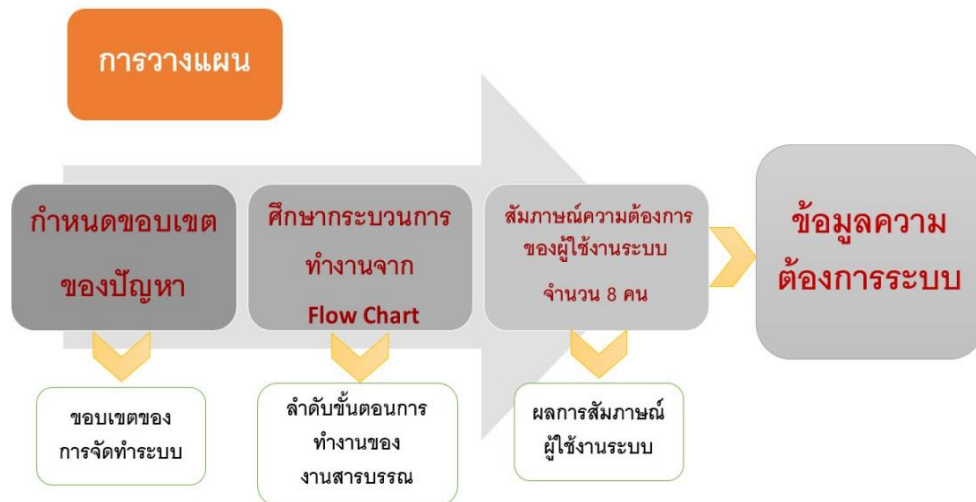 การวางแผน
กำหนดขอบเขต
ของปัญหา
ศึกษากระบวนการ
ทำงานจาก
Flow Chart
สัมภาษณ์ความต้องการ
ของผู้ใช้งานระบบ
จำนวน 8 คน
ข้อมูลความ
ต้องการระบบ
ขอบเขตของ
การจัดทำระบบ
ลำดับขั้นตอนการ
ทำงานของ
งานสารบรรณ
ผลการสัมภาษณ์
ผู้ใช้งานระบบ